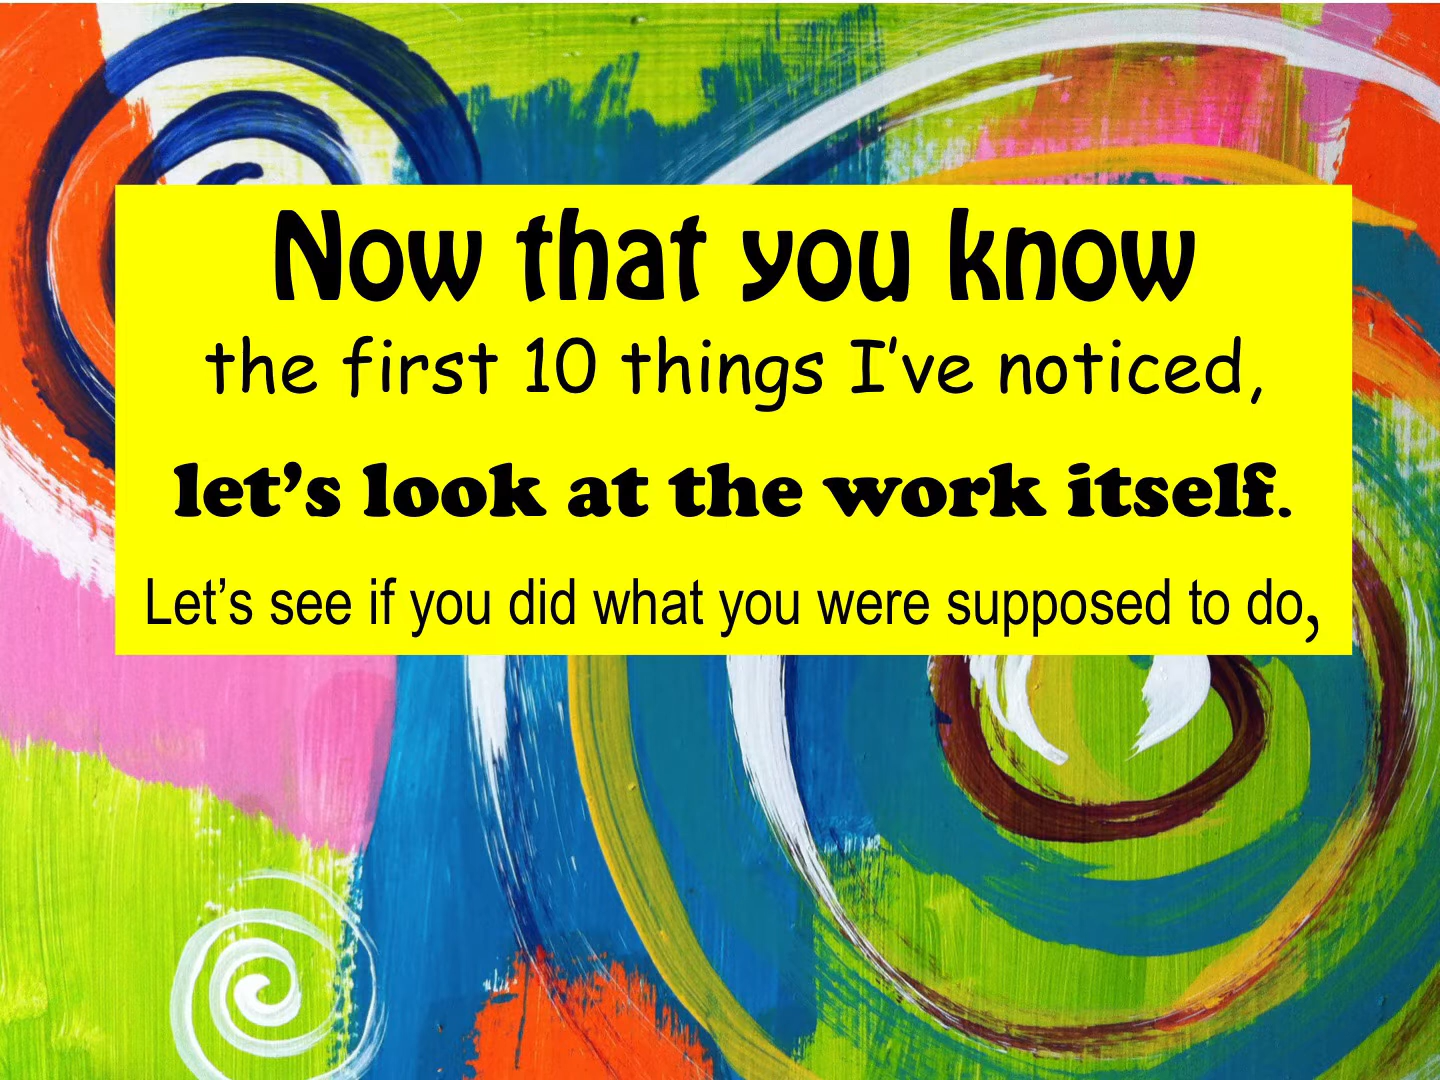 Now that you know
the first 10 things I’ve noticed,
let’s look at the work itself.
Let’s see if you did what you were supposed to do,